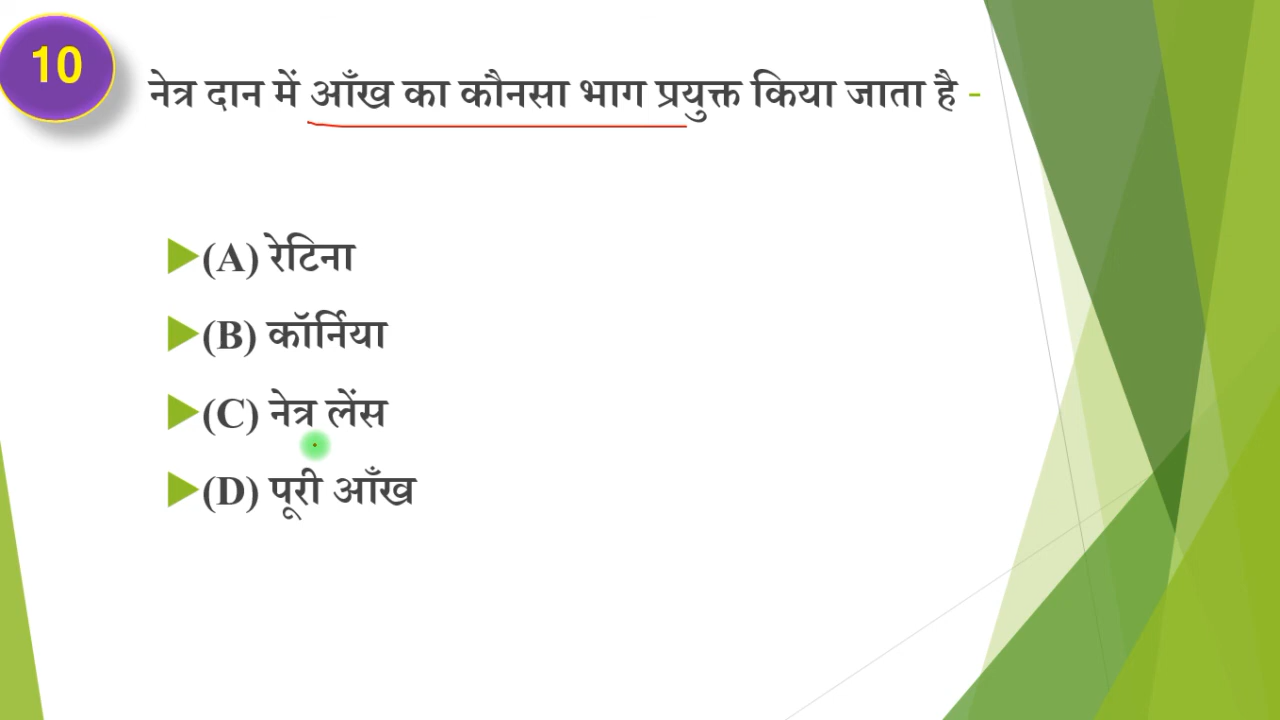 10
नेत्र दान में आँख का कौनसा भाग प्रयुक्त किया जाता है -
(A) रेटिना
(B) कॉर्निया
(C) नेत्र लेंस
(D) पूरी आँख